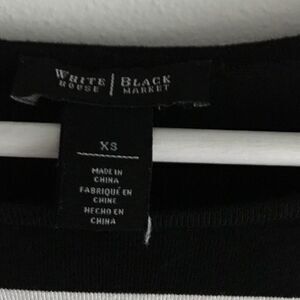 WHITE | BLACK
HOUSE | MARKET
XS
MADE IN
CHINA
FABRIQUÉ EN
CHINE
HECHO EN
CHINA